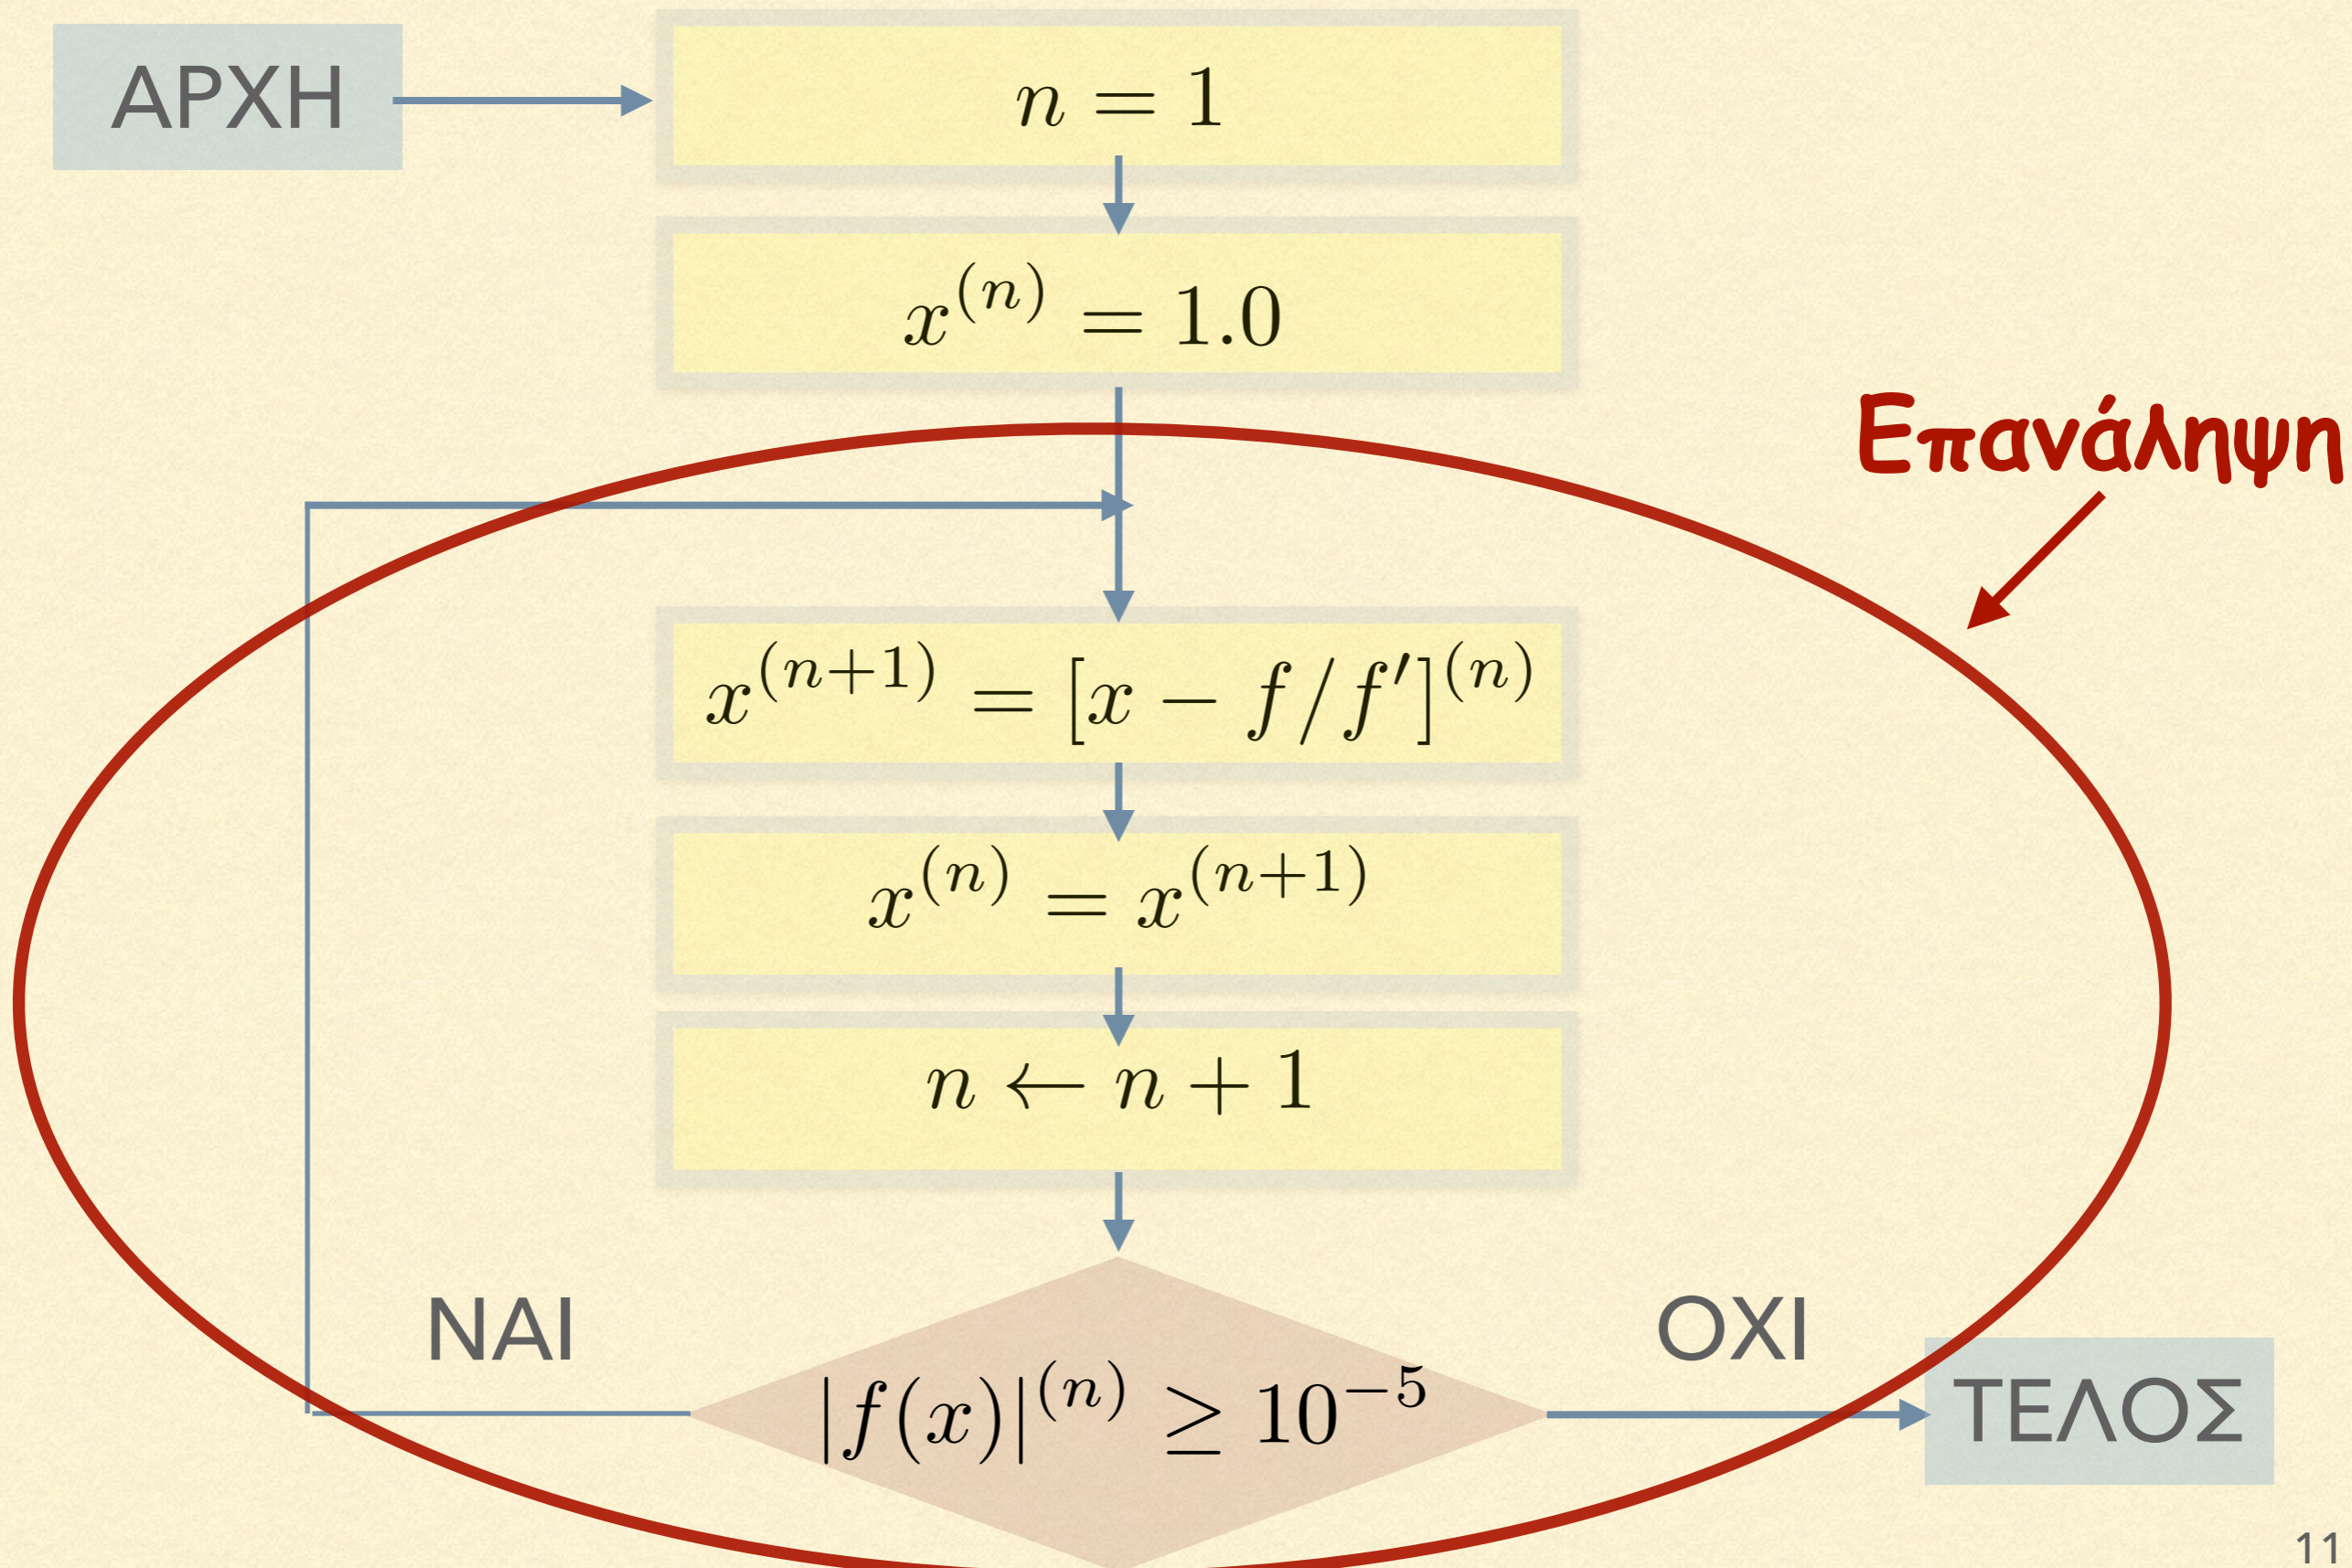 ΑΡΧΗ
n = 1
x^{(n)} = 1.0
Επανάληψη
x^{(n+1)} = [x − f/f′]^{(n)}
x^{(n)} = x^{(n+1)}
n ← n + 1
ΝΑΙ
|f(x)|^{(n)} ≥ 10^{−5}
ΟΧΙ
ΤΕΛΟΣ
11